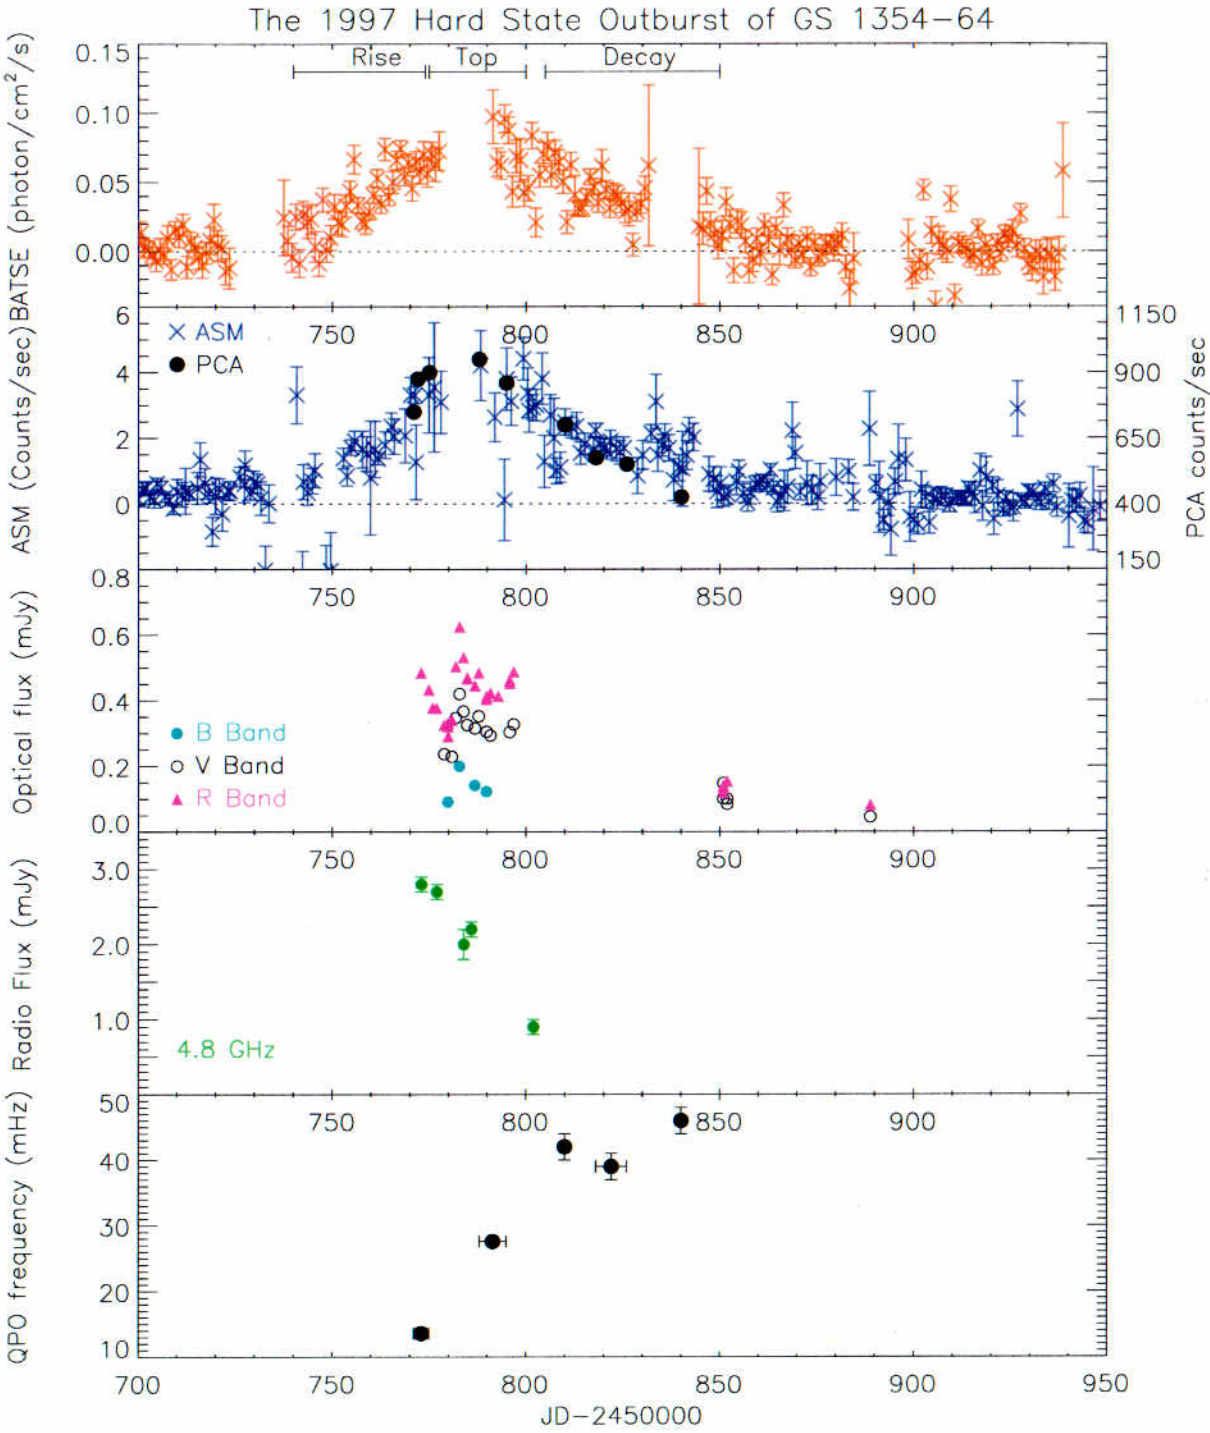 The 1997 Hard State Outburst of GS 1354-64
Rise Top Decay
BATSE (photon/cm²/s)
0.15
0.10
0.05
0.00
ASM (Counts/sec)
6
4
2
0
× ASM
● PCA
750 800 850 900
PCA counts/sec
1150
900
650
400
150
Optical flux (mJy)
0.8
0.6
0.4
0.2
0.0
750 800 850 900
● B Band
○ V Band
▲ R Band
Radio Flux (mJy)
3.0
2.0
1.0
750 800 850 900
4.8 GHz
QPO frequency (mHz)
50
40
30
20
10
750 800 850 900
700 750 800 850 900 950
JD-2450000